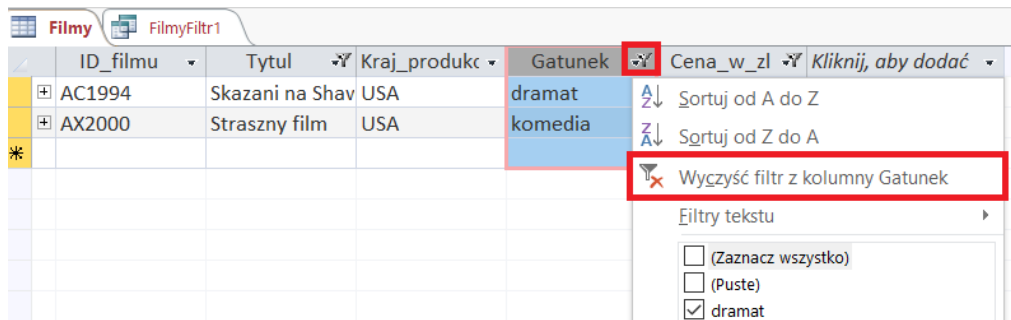 Filmy FilmyFiltr1
ID_filmu Tytul Kraj_produkc Gatunek Cena_w_zl Kliknij, aby dodać
AC1994 Skazani na Shav USA dramat
AX2000 Straszny film USA komedia
Sortuj od A do Z
Sortuj od Z do A
Wyczyść filtr z kolumny Gatunek
Filtry tekstu
(Zaznacz wszystko)
(Puste)
dramat